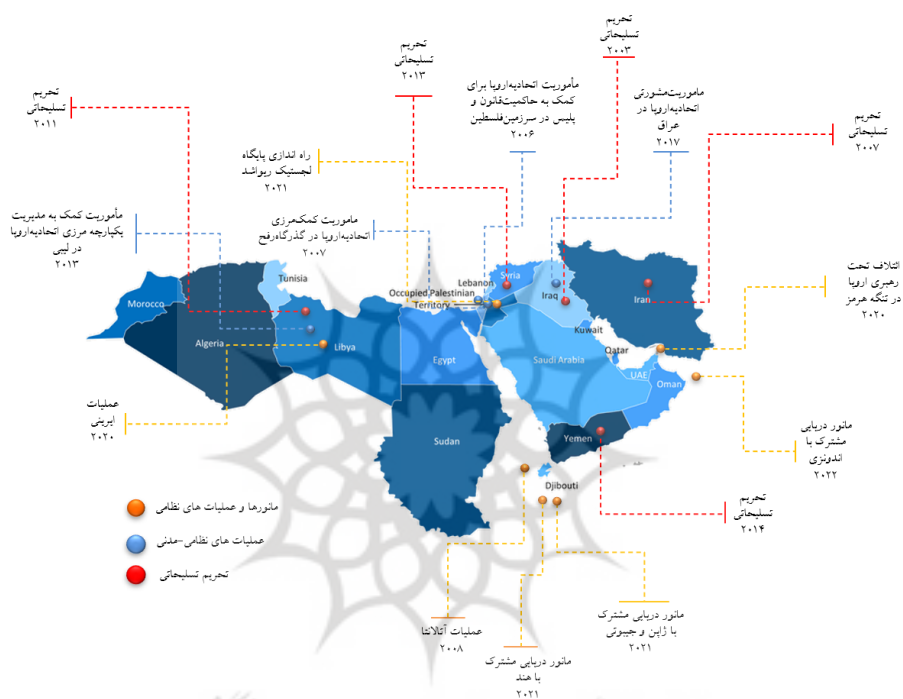 تحریم
تسلیحاتی
۲۰۰۳
تحریم
تسلیحاتی
۲۰۱۳
مأموریت اتحادیه‌اروپا برای
کمک به حاکمیت‌قانون و
پلیس در سرزمین‌فلسطین
۲۰۰۶
ماموریت‌مشورتی
اتحادیه‌اروپا در
عراق
۲۰۱۷
تحریم
تسلیحاتی
۲۰۰۷
تحریم
تسلیحاتی
۲۰۱۱
راه اندازی پایگاه
لجستیک ریواشد
۲۰۲۱
مأموریت کمک به مدیریت
یکپارچه مرزی اتحادیه‌اروپا
در لیبی
۲۰۱۳
ماموریت کمک‌مرزی
اتحادیه‌اروپا در گذرگاه‌رفح
۲۰۰۷
ائتلاف تحت
رهبری اروپا
در تنگه هرمز
۲۰۲۰
Morocco
Algeria
Tunisia
Libya
Egypt
Sudan
Lebanon
Occupied Palestinian
Territory
Syria
Iraq
Iran
Kuwait
Qatar
Saudi Arabia
UAE
Oman
Yemen
Djibouti
عملیات
ایرینی
۲۰۲۰
مانور دریایی
مشترک با
اندونزی
۲۰۲۲
تحریم
تسلیحاتی
۲۰۱۴
مانورها و عملیات های نظامی
عملیات های نظامی-مدنی
تحریم تسلیحاتی
عملیات آتالانتا
۲۰۰۸
مانور دریایی مشترک
با هند
۲۰۲۱
مانور دریایی مشترک
با ژاپن و جیبوتی
۲۰۲۱